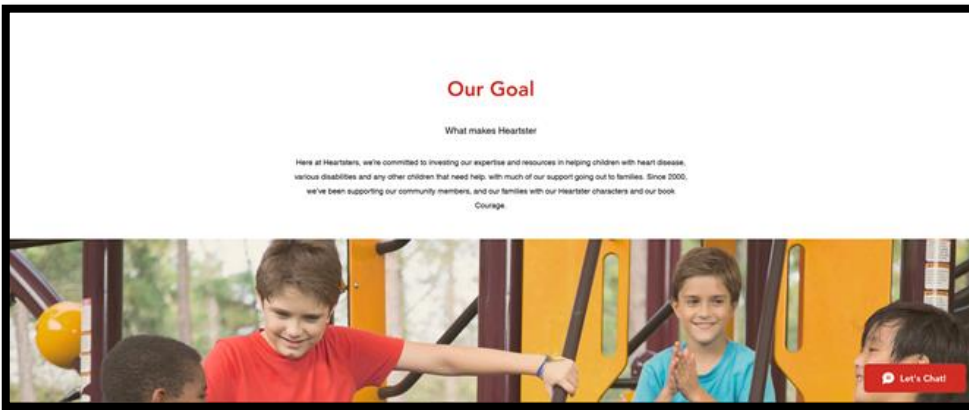 Our Goal
What makes Heartster
Here at Heartsters, we're committed to investing our expertise and resources in helping children with heart disease,
various disabilities and any other children that need help. with much of our support going out to families. Since 2000,
we've been supporting our community members, and our families with our Heartster characters and our book
Courage.
Let's Chat!